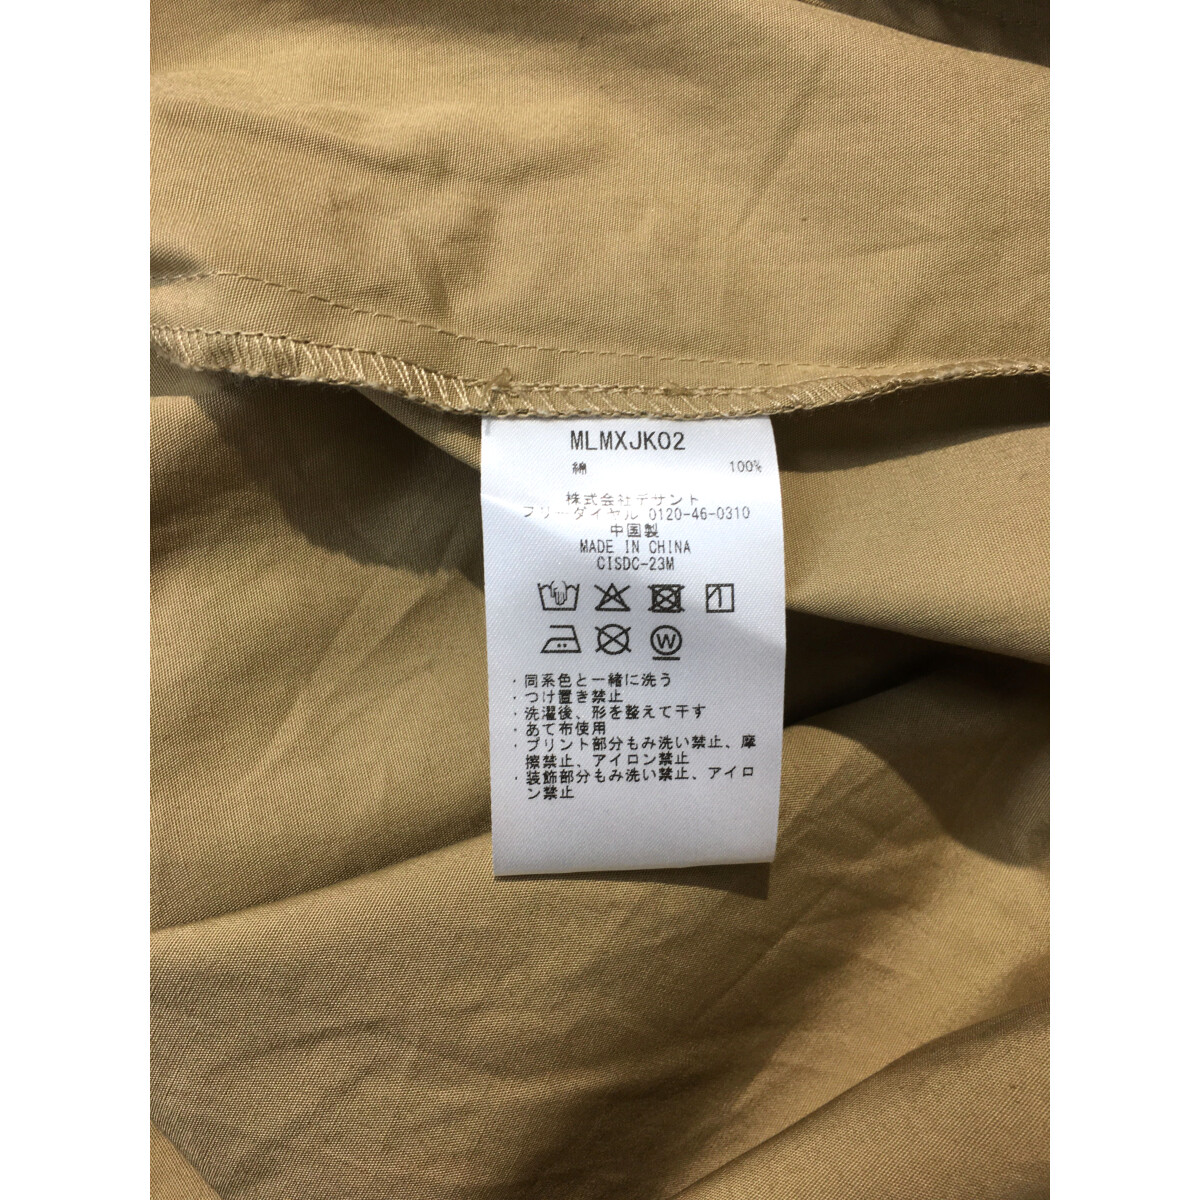 MLMXJK02
綿 100%
株式会社デサント
フリーダイヤル 0120-46-0310
中国製
MADE IN CHINA
CISDC-23M
W
・同系色と一緒に洗う
・つけ置き禁止
・洗濯後、形を整えて干す
・あて布使用
・プリント部分もみ洗い禁止、摩
擦禁止、アイロン禁止
・装飾部分もみ洗い禁止、アイロ
ン禁止